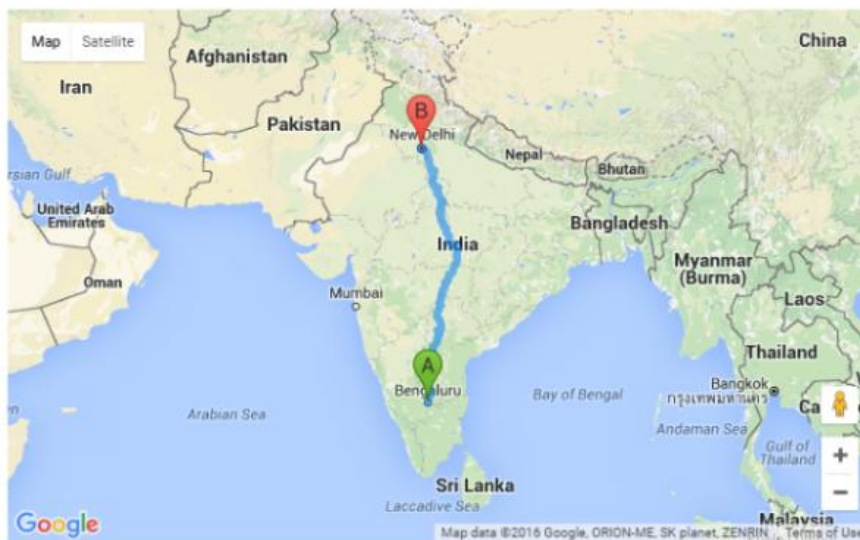 Map Satellite
China
Afghanistan
Iran
B
Pakistan
New Delhi
Nepal
Bhutan
United Arab
Emirates
Bangladesh
India
Myanmar
(Burma)
Oman
Mumbai
Laos
A
Thailand
Bengaluru
Bangkok
กรุงเทพมหานคร
Bay of Bengal
Arabian Sea
Andaman Sea
Gulf of
Thailand
+
Sri Lanka
−
Laccadive Sea
Malaysia
Google
Map data ©2016 Google, ORION-ME, SK planet, ZENRIN
Terms of Use